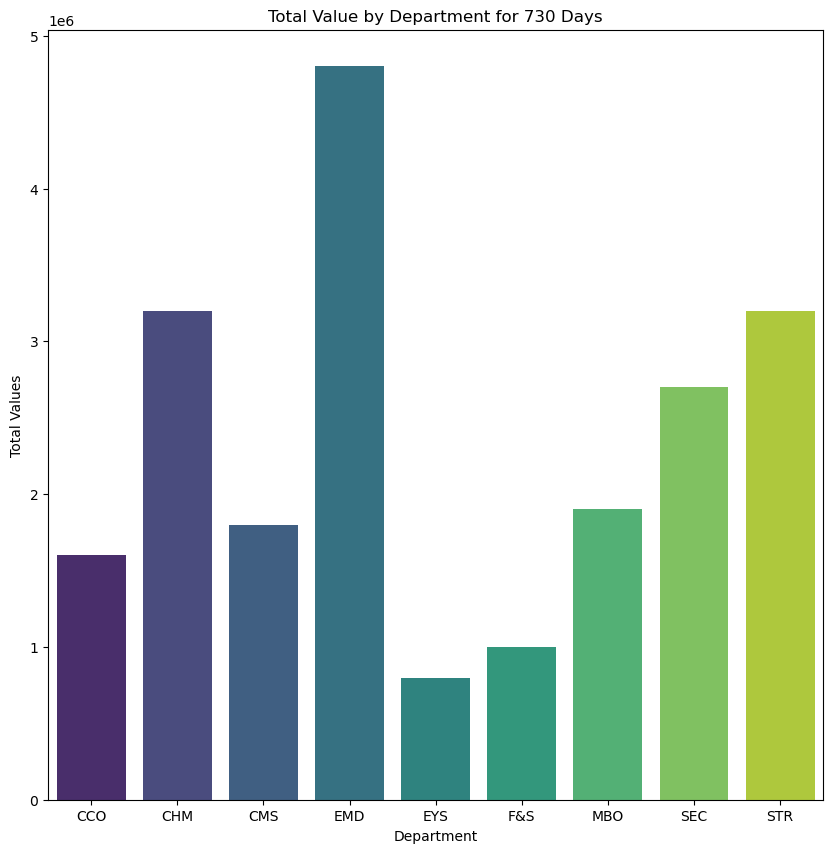 Total Value by Department for 730 Days
1e6
5
4
3
2
1
0
Total Values
CCO CHM CMS EMD EYS F&S MBO SEC STR
Department